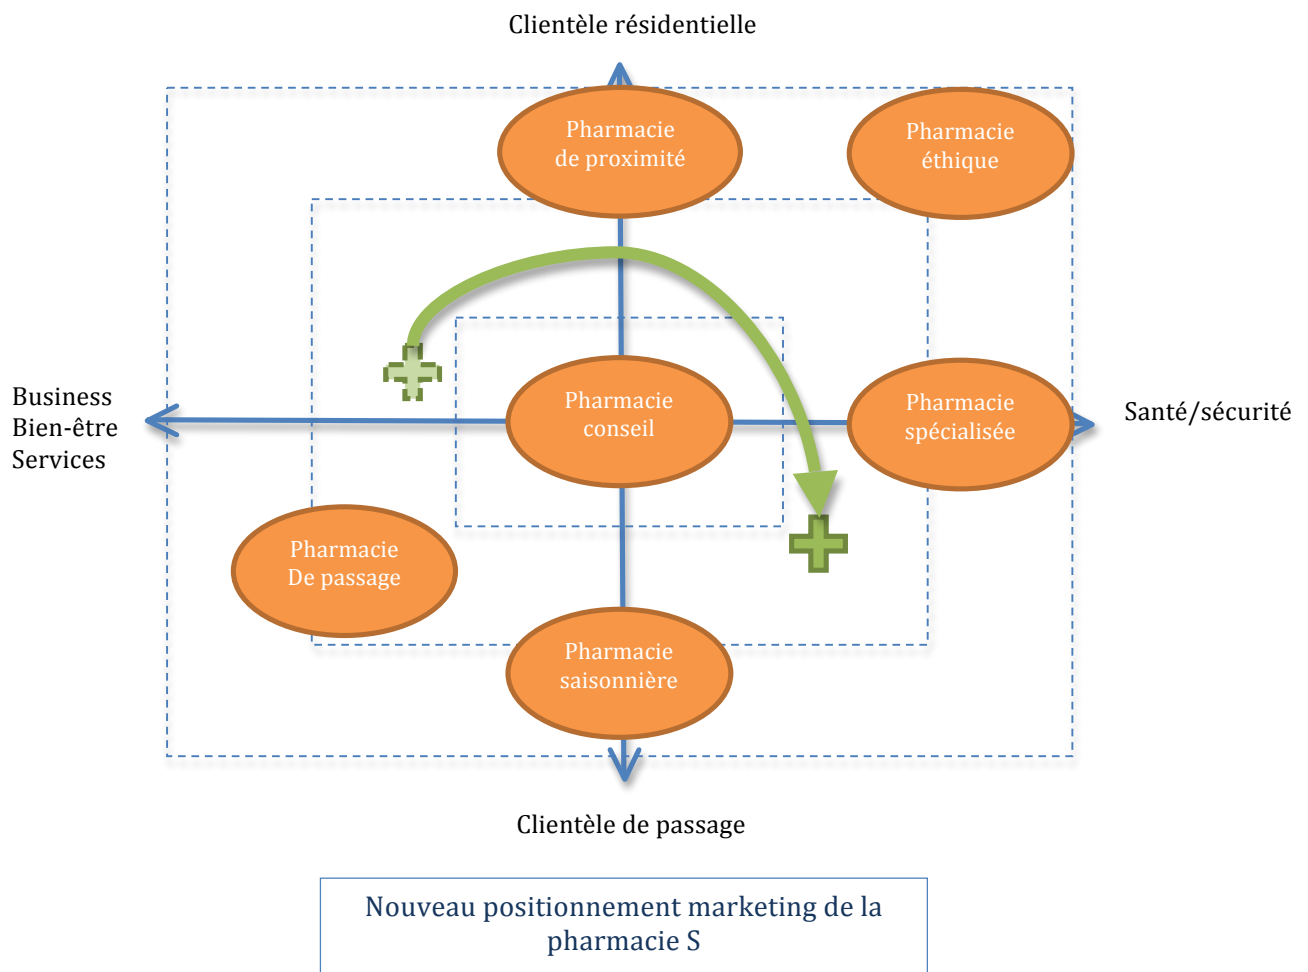 Clientèle résidentielle
Pharmacie
de proximité
Pharmacie
éthique
Business
Bien-être
Services
Pharmacie
conseil
Pharmacie
spécialisée
Santé/sécurité
Pharmacie
De passage
Pharmacie
saisonnière
Clientèle de passage
Nouveau positionnement marketing de la
pharmacie S